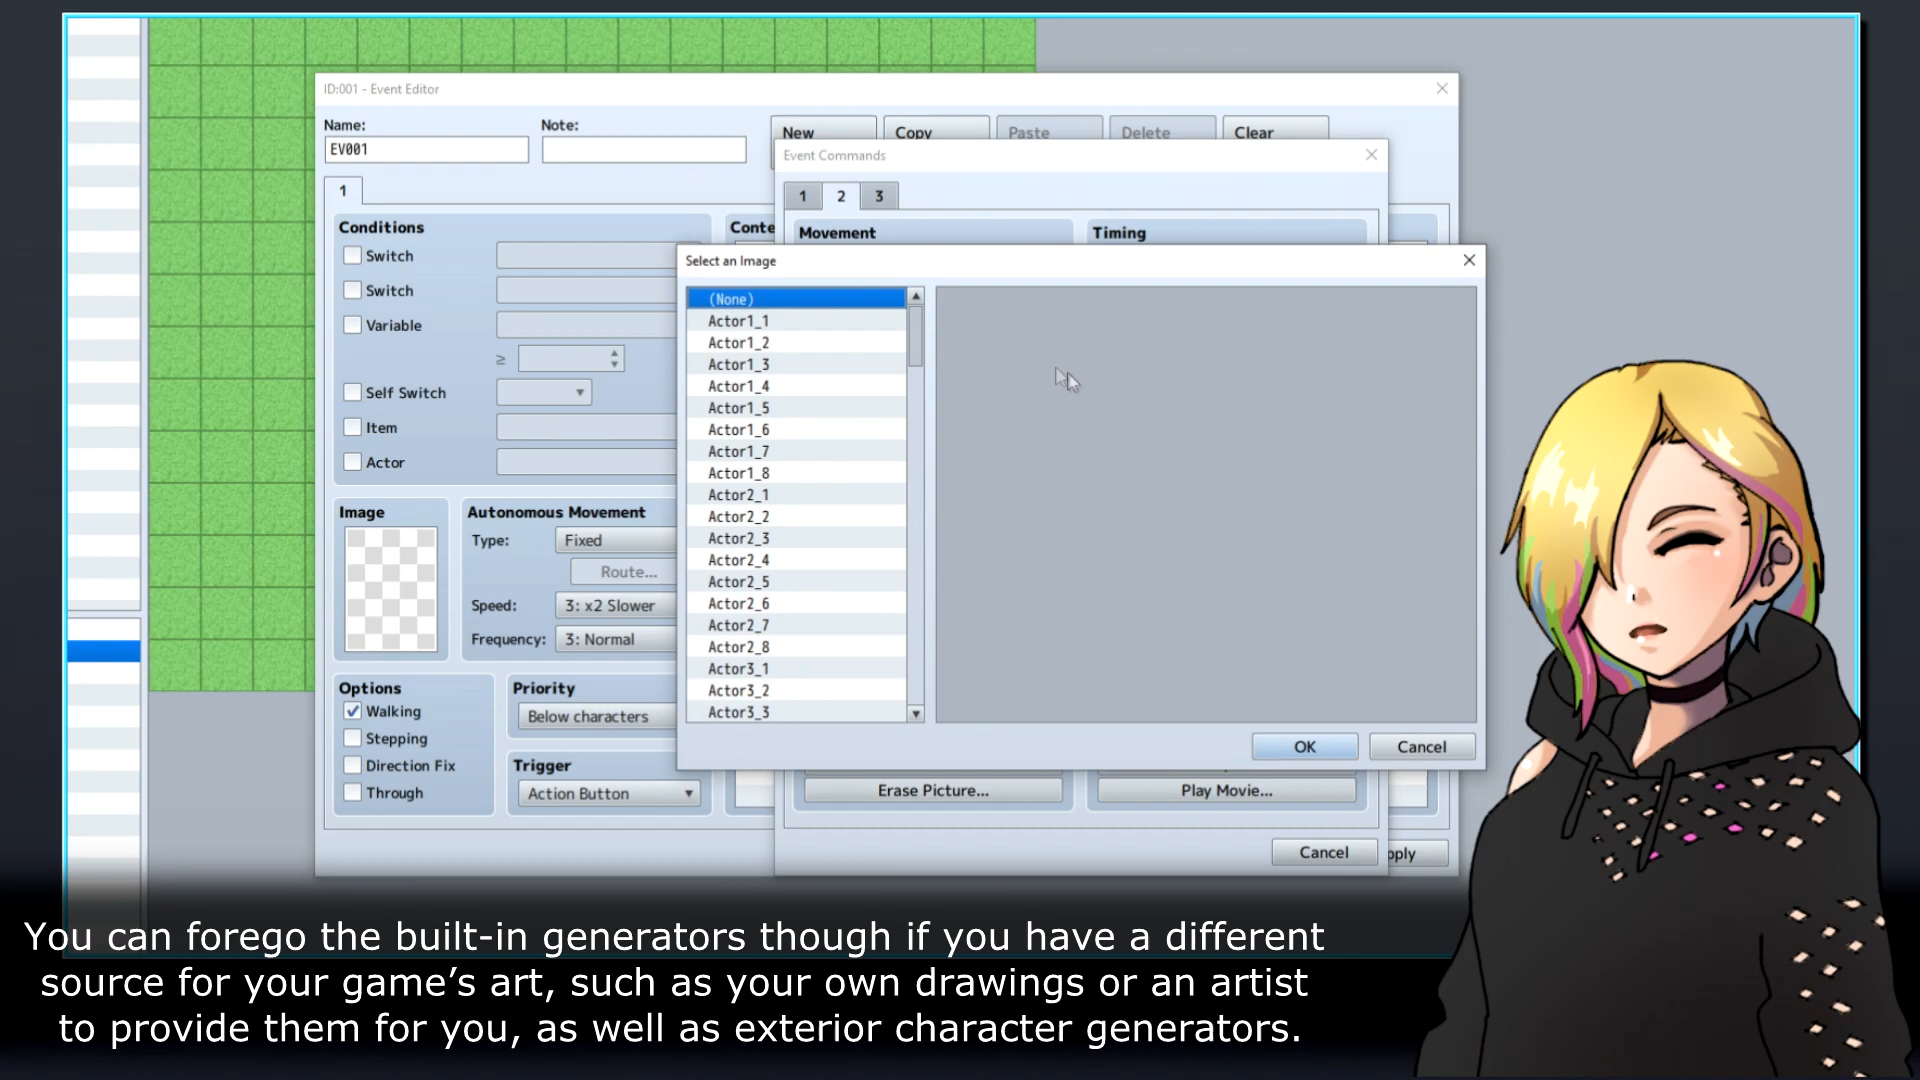 ID:001 - Event Editor
Name:
Note:
EV001
New
Copy
Paste
Delete
Clear
Event Commands
1
1
2
3
Conditions
Conte
Movement
Timing
Switch
Switch
Variable
≥
Self Switch
Item
Actor
Select an Image
(None)
Actor1_1
Actor1_2
Actor1_3
Actor1_4
Actor1_5
Actor1_6
Actor1_7
Actor1_8
Actor2_1
Actor2_2
Actor2_3
Actor2_4
Actor2_5
Actor2_6
Actor2_7
Actor2_8
Actor3_1
Actor3_2
Actor3_3
OK
Cancel
Image
Autonomous Movement
Type:
Fixed
Route...
Speed:
3: x2 Slower
Frequency:
3: Normal
Options
Walking
Stepping
Direction Fix
Through
Priority
Below characters
Trigger
Action Button
Erase Picture...
Play Movie...
Cancel
pply
You can forego the built-in generators though if you have a different
source for your game’s art, such as your own drawings or an artist
to provide them for you, as well as exterior character generators.